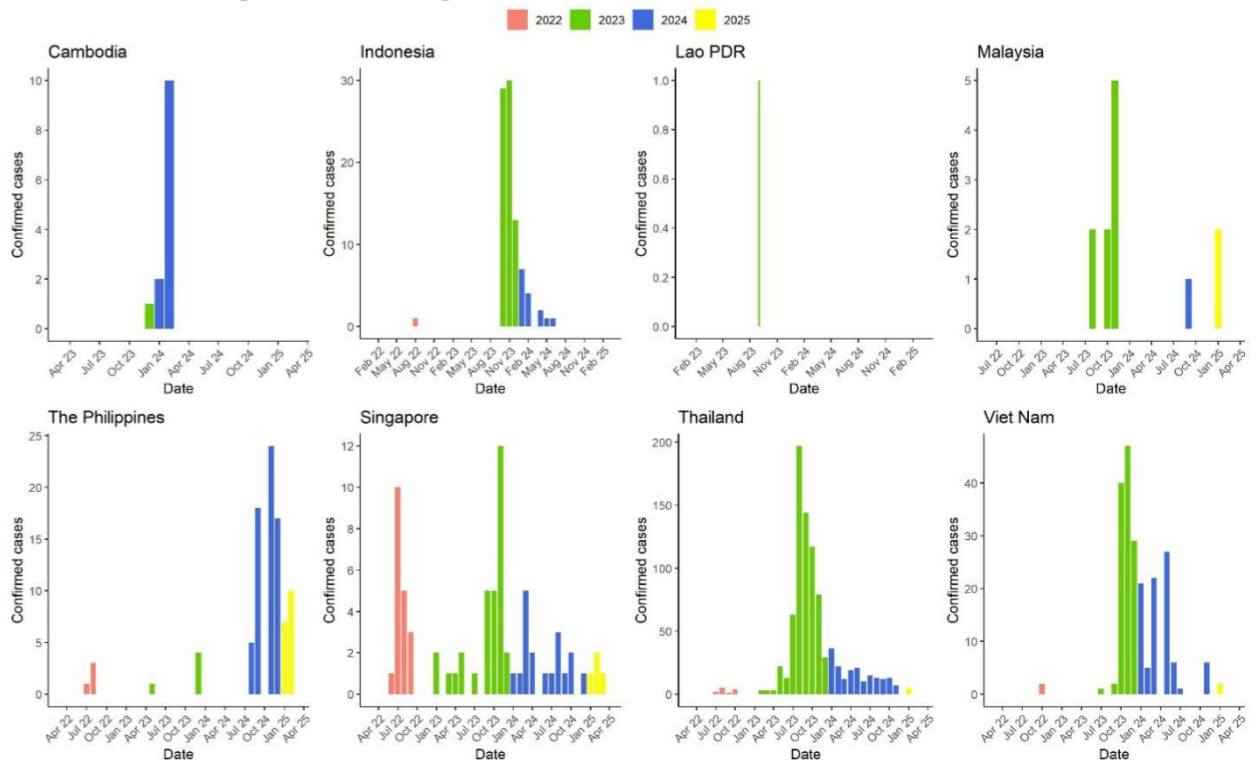 2022 2023 2024 2025
Cambodia
Confirmed cases
10
8
6
4
2
0
Apr 23 Jul 23 Oct 23 Jan 24 Apr 24 Jul 24 Oct 24 Jan 25 Apr 25
Date
Indonesia
Confirmed cases
30
20
10
0
Feb 22 May 22 Aug 22 Nov 22 Feb 23 May 23 Aug 23 Nov 23 Feb 24 May 24 Aug 24 Nov 24 Feb 25
Date
Lao PDR
Confirmed cases
1.0
0.8
0.6
0.4
0.2
0.0
Feb 23 May 23 Aug 23 Nov 23 Feb 24 May 24 Aug 24 Nov 24 Feb 25
Date
Malaysia
Confirmed cases
5
4
3
2
1
0
Jul 22 Oct 22 Jan 23 Apr 23 Jul 23 Oct 23 Jan 24 Apr 24 Jul 24 Oct 24 Jan 25 Apr 25
Date
The Philippines
Confirmed cases
25
20
15
10
5
0
Apr 22 Jul 22 Oct 22 Jan 23 Apr 23 Jul 23 Oct 23 Jan 24 Apr 24 Jul 24 Oct 24 Jan 25 Apr 25
Date
Singapore
Confirmed cases
12
10
8
6
4
2
0
Apr 22 Jul 22 Oct 22 Jan 23 Apr 23 Jul 23 Oct 23 Jan 24 Apr 24 Jul 24 Oct 24 Jan 25 Apr 25
Date
Thailand
Confirmed cases
200
150
100
50
0
Apr 22 Jul 22 Oct 22 Jan 23 Apr 23 Jul 23 Oct 23 Jan 24 Apr 24 Jul 24 Oct 24 Jan 25 Apr 25
Date
Viet Nam
Confirmed cases
40
30
20
10
0
Apr 22 Jul 22 Oct 22 Jan 23 Apr 23 Jul 23 Oct 23 Jan 24 Apr 24 Jul 24 Oct 24 Jan 25 Apr 25
Date